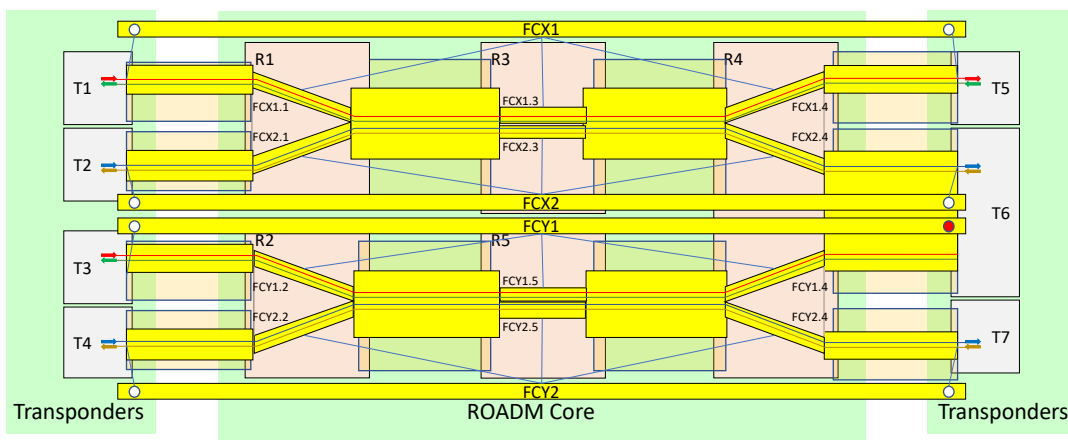 FCX1
R1
R3
R4
T1
T5
FCX1.1
FCX1.3
FCX1.4
FCX2.1
FCX2.3
FCX2.4
T2
FCX2
T6
FCY1
R2
R5
T3
FCY1.2
FCY1.5
FCY1.4
FCY2.2
FCY2.5
FCY2.4
T4
T7
FCY2
Transponders
ROADM Core
Transponders